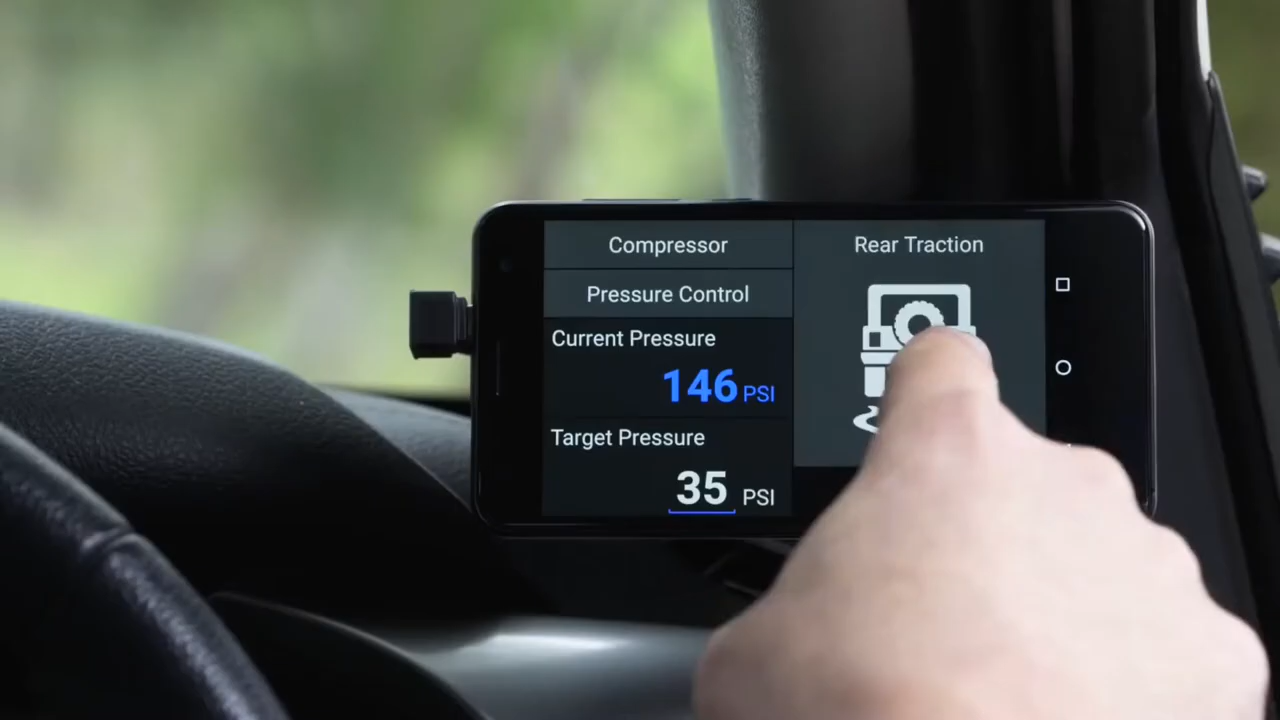 Compressor
Pressure Control
Current Pressure
146 PSI
Target Pressure
35 PSI
Rear Traction